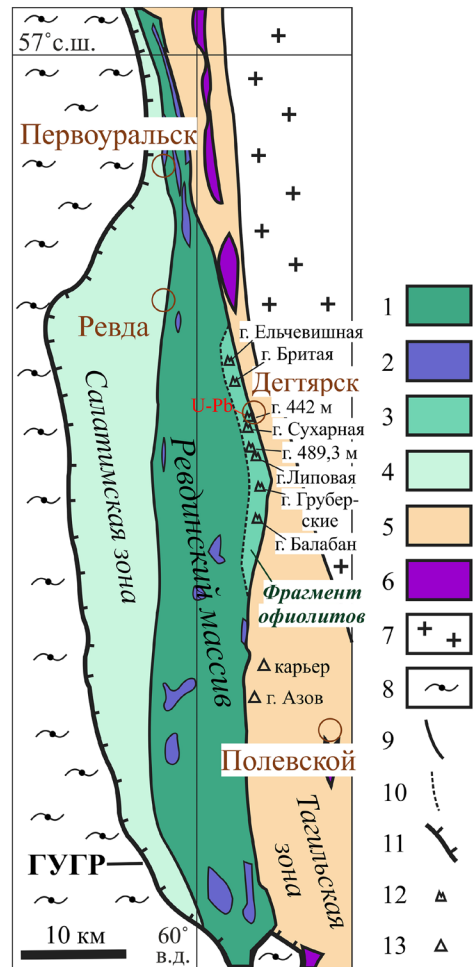 57°с.ш.
Первоуральск
Ревда
г. Ельчевишная
г. Бритая
Дегтярск
U-Pb
г. 442 м
г. Сухарная
г. 489,3 м
г.Липовая
г. Грубер-
ские
г. Балабан
Фрагмент
офиолитов
Салатимская зона
Ревдинский массив
карьер
г. Азов
Полевской
Тагильская
зона
ГУГР
10 км
60°
в.д.
1
2
3
4
5
6
7
8
9
10
11
12
13